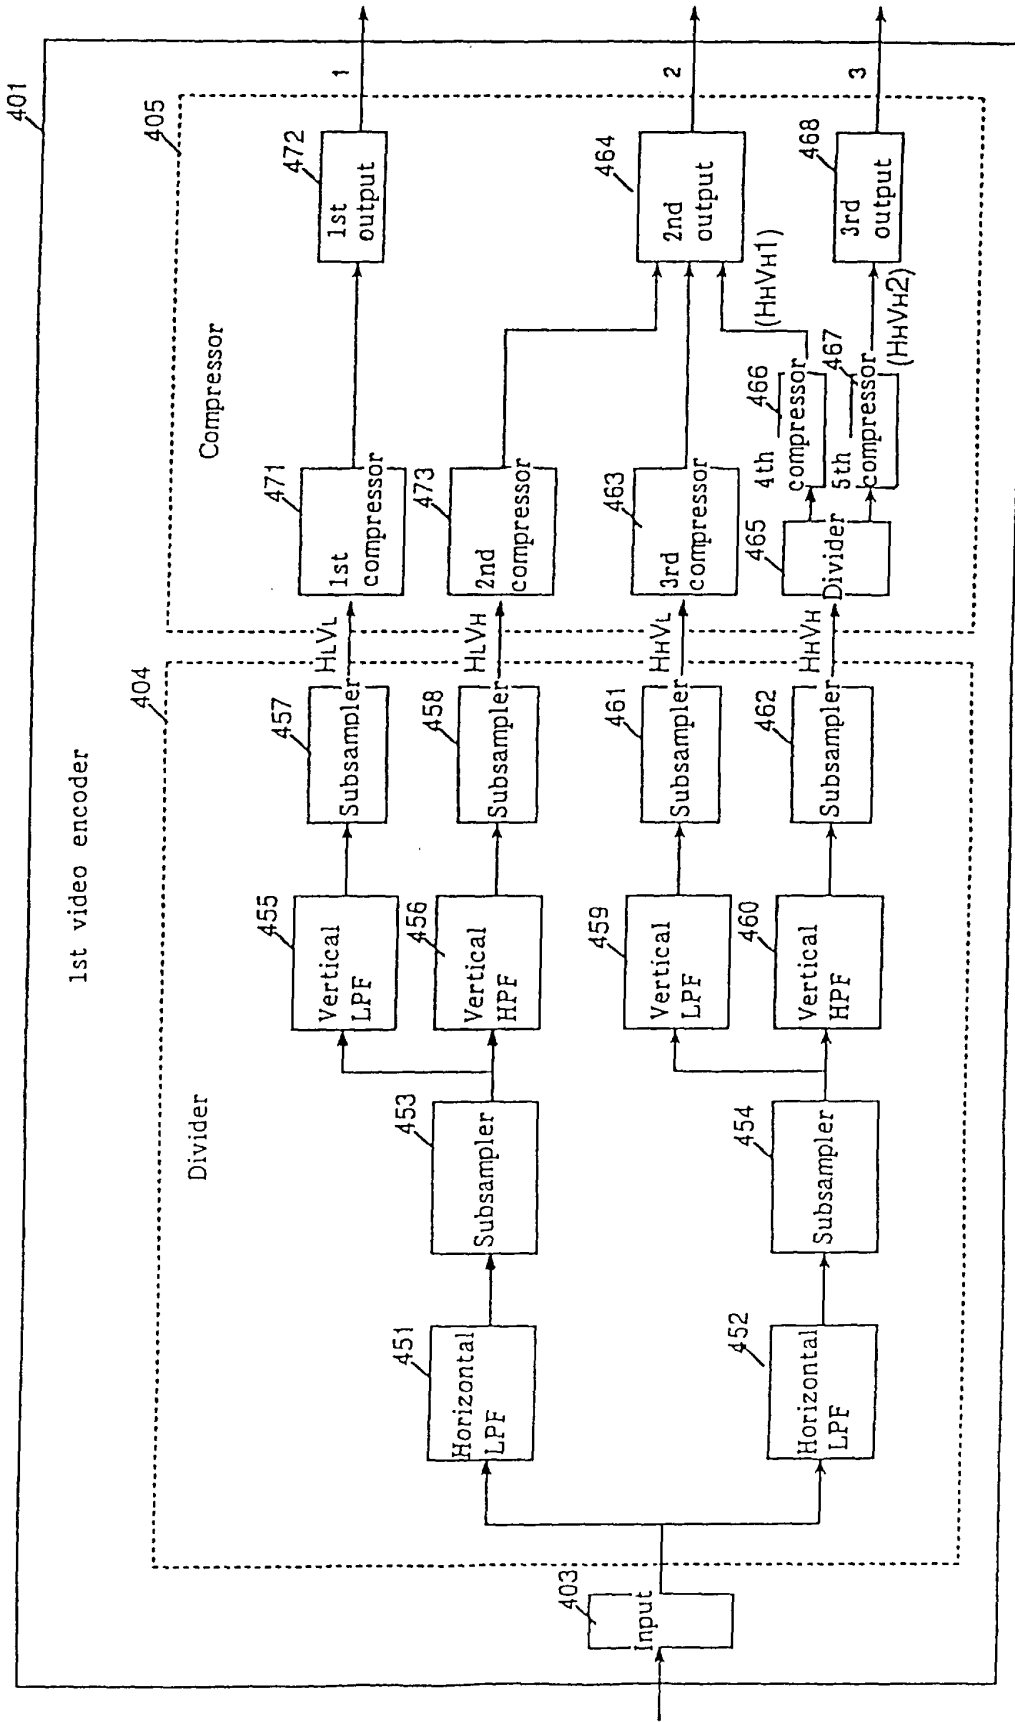 401
1st video encoder
404
Divider
405
Compressor
403
Input
451
Horizontal
LPF
452
Horizontal
LPF
453
Subsampler
454
Subsampler
455
Vertical
LPF
456
Vertical
HPF
459
Vertical
LPF
460
Vertical
HPF
457
Subsampler
458
Subsampler
461
Subsampler
462
Subsampler
HLVL
HLVH
HHVL
HHVH
471
1st
compressor
473
2nd
compressor
463
3rd
compressor
465
Divider
466
4th
compressor
467
5th
compressor
(HHVH1)
(HHVH2)
472
1st
output
464
2nd
output
468
3rd
output
1
2
3